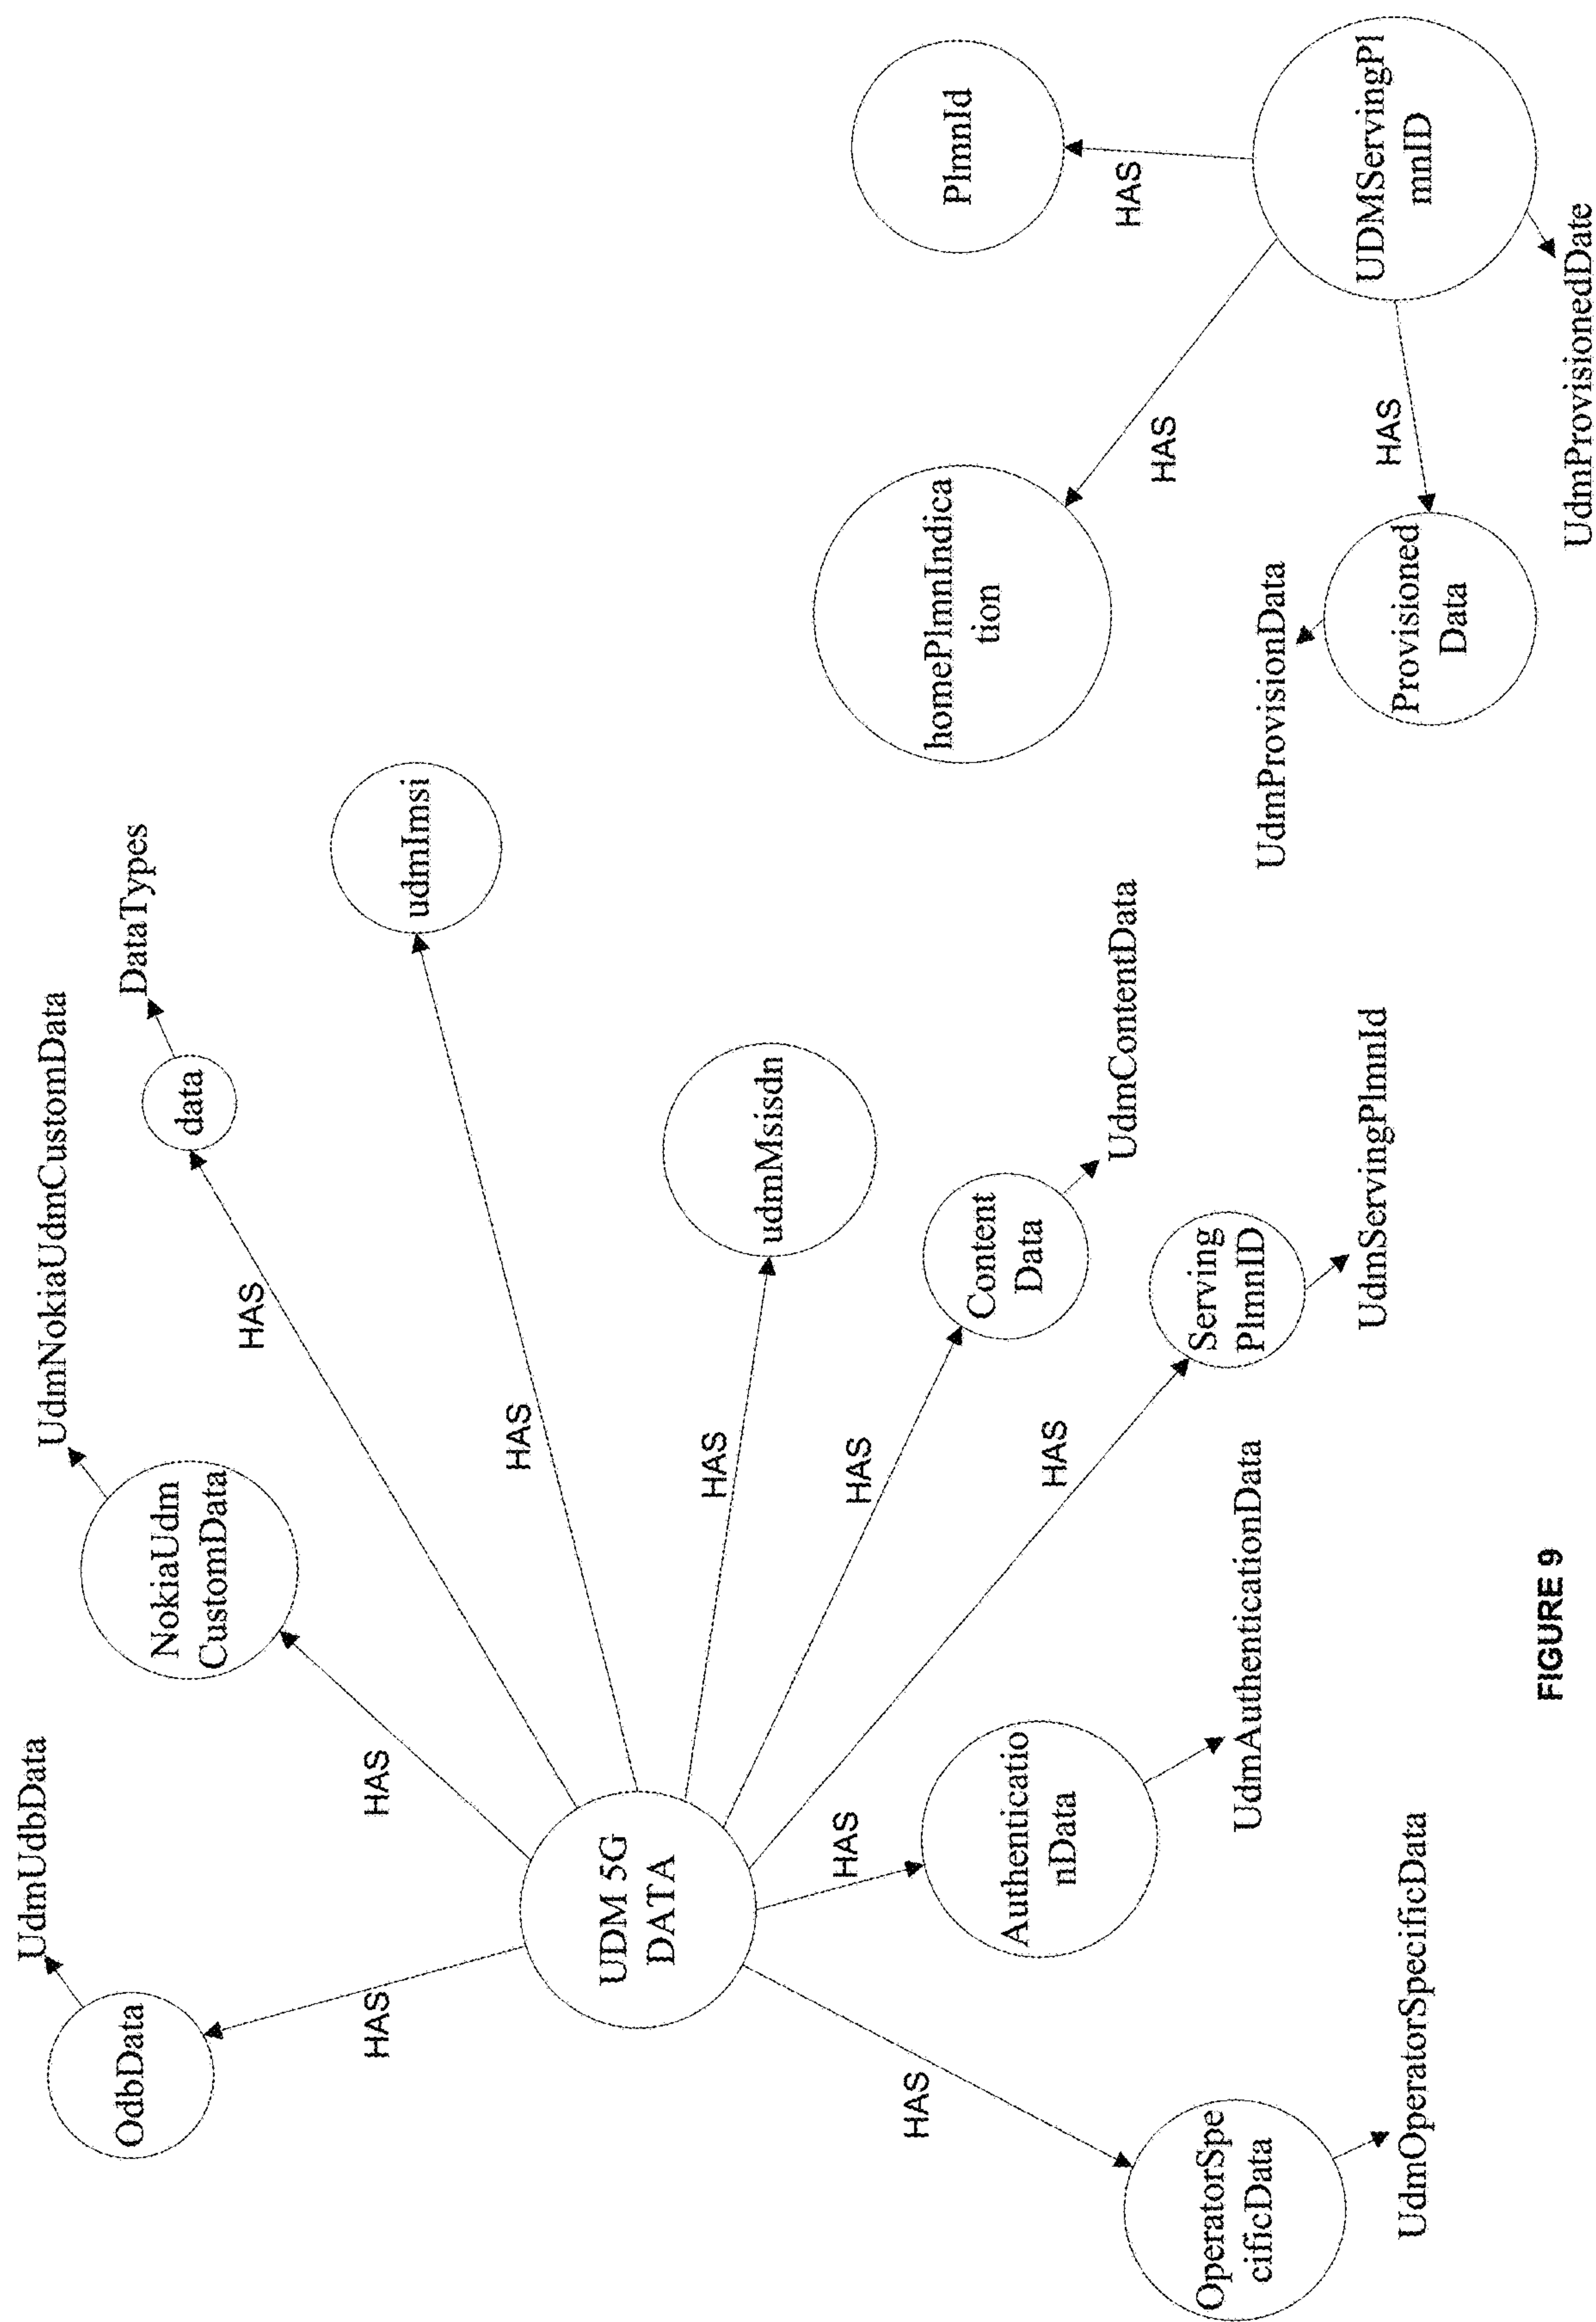 UdmUdbData
OdbData
HAS
UdmNokiaUdmCustomData
NokiaUdm
CustomData
HAS
DataTypes
data
HAS
udmImsi
HAS
UDM 5G
DATA
udmMsisdn
HAS
Content
Data
UdmContentData
HAS
Serving
PlmnID
UdmServingPlmnId
HAS
Authenticatio
nData
UdmAuthenticationData
HAS
OperatorSpe
cificData
UdmOperatorSpecificData
HAS
homePlmnIndica
tion
HAS
PlmnId
HAS
UDMServingPl
mnID
UdmProvisionedDate
HAS
UdmProvisionData
Provisioned
Data
FIGURE 9